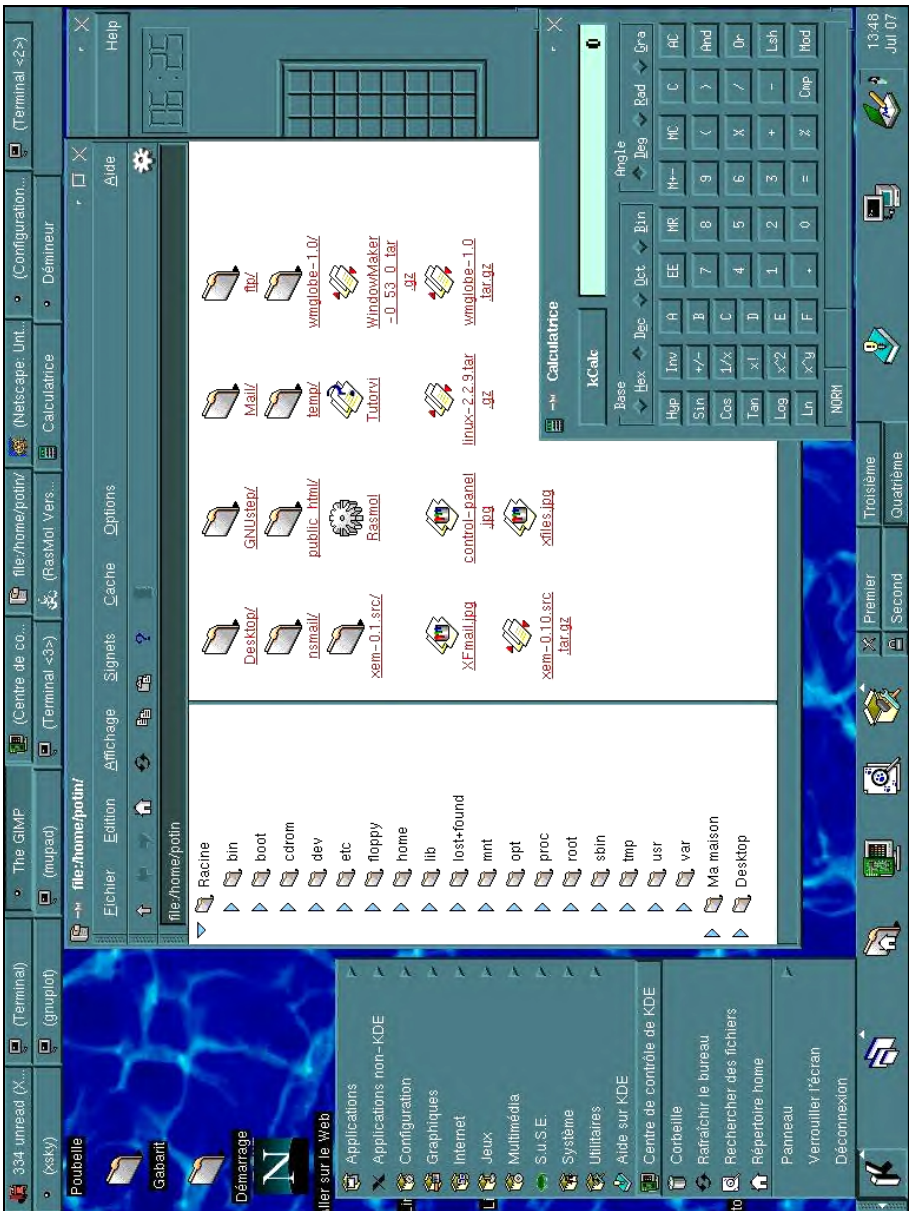 334 unread (X...
(Terminal)
The GIMP
(Centre de co...
file:/home/potin/
(Netscape: Unt...
(Configuration...
(Terminal <2>)
(xsky)
(gnuplot)
(mupad)
(Terminal <3>)
(RasMoll Vers...
Calculatrice
Démineur
Poubelle
Gabarit
Démarrage
N
Aller sur le Web
file:/home/potin/
Fichier Edition Affichage Signets Cache Options Aide
?
file:/home/potin
Racine
bin
boot
cdrom
dev
etc
floppy
home
lib
lost+found
mnt
opt
proc
root
sbin
tmp
usr
var
Ma maison
Desktop
Desktop/
GNUstep/
Mail/
ftp/
nsmail/
public_html/
temp/
wmglobe-1.0/
xem-0.1.src/
Rasmol
Tutorvi
WindowMaker
-0_53_0_tar
.gz
XFmail.jpg
control-panel
.jpg
linux-2.2.9.tar
.gz
wmglobe-1.0
.tar.gz
xem-0.10.src
.tar.gz
xfiles.jpg
Help
Calculatrice
kCalc
0
Base
Hex Dec Oct Bin
Angle
Deg Rad Gra
Hyp Inv A EE MR M+- MC C AC
Sin +/- B 7 8 9 ( ) And
Cos 1/x C 4 5 6 X / Or
Tan x! D 1 2 3 + - Lsh
Log x^2 E . 0 = % Cmp Mod
Ln x^y F
NORM
Applications
Applications non-KDE
Configuration
Graphiques
Internet
Jeux
Multimédia
S.u.S.E.
Système
Utilitaires
Aide sur KDE
Centre de contrôle de KDE
Corbeille
Rafraîchir le bureau
Rechercher des fichiers
Répertoire home
Panneau
Verrouiller l'écran
Déconnexion
K
Premier
Troisième
Second
Quatrième
13:48
Jul 07